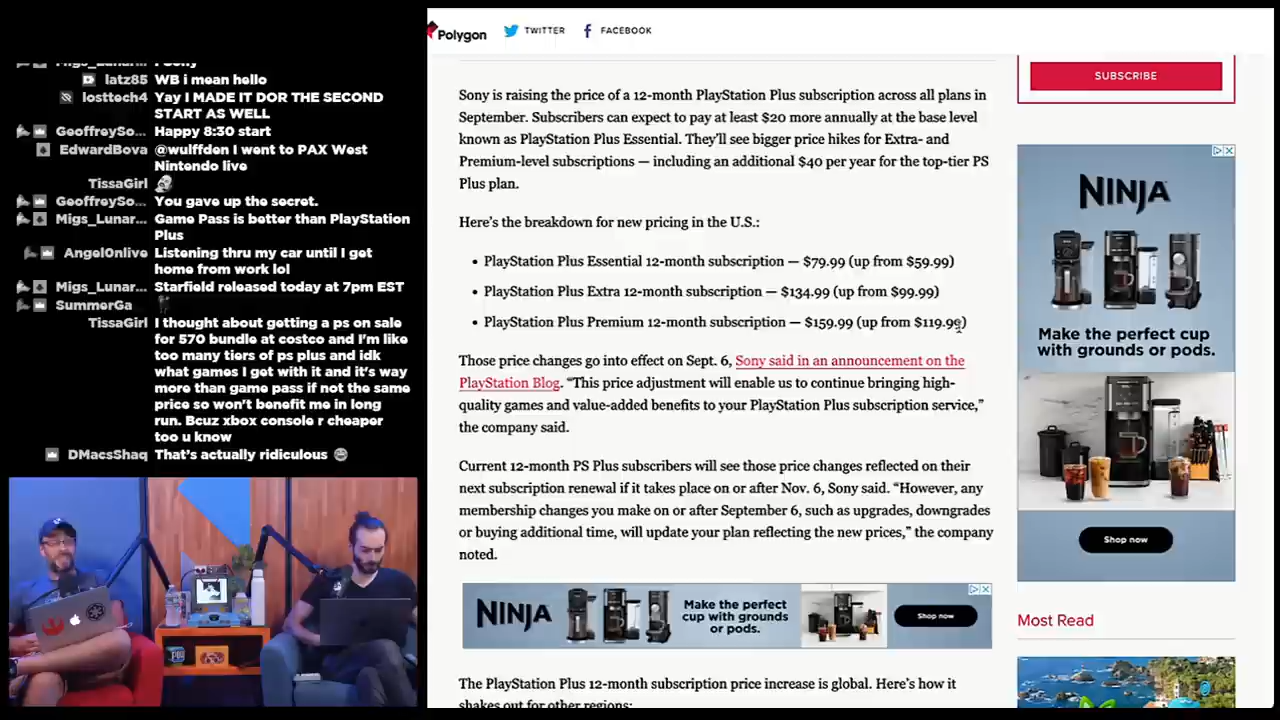 Migs_Lunar...
latz85 WB i mean hello
losttech4 Yay I MADE IT DOR THE SECOND
START AS WELL
GeoffreySo... Happy 8:30 start
EdwardBova @wulffden I went to PAX West
Nintendo live
TissaGirl
GeoffreySo... You gave up the secret.
Migs_Lunar... Game Pass is better than PlayStation
Plus
Angel0nlive Listening thru my car until I get
home from work lol
Migs_Lunar... Starfield released today at 7pm EST
SummerGa
TissaGirl I thought about getting a ps on sale
for 570 bundle at costco and I'm like
too many tiers of ps plus and idk
what games I get with it and it's way
more than game pass if not the same
price so won't benefit me in long
run. Bcuz xbox console r cheaper
too u know
DMacsShaq That's actually ridiculous
Polygon TWITTER FACEBOOK
Sony is raising the price of a 12-month PlayStation Plus subscription across all plans in
September. Subscribers can expect to pay at least $20 more annually at the base level
known as PlayStation Plus Essential. They'll see bigger price hikes for Extra- and
Premium-level subscriptions — including an additional $40 per year for the top-tier PS
Plus plan.
Here's the breakdown for new pricing in the U.S.:
• PlayStation Plus Essential 12-month subscription — $79.99 (up from $59.99)
• PlayStation Plus Extra 12-month subscription — $134.99 (up from $99.99)
• PlayStation Plus Premium 12-month subscription — $159.99 (up from $119.99)
Those price changes go into effect on Sept. 6, Sony said in an announcement on the
PlayStation Blog. “This price adjustment will enable us to continue bringing high-
quality games and value-added benefits to your PlayStation Plus subscription service,”
the company said.
Current 12-month PS Plus subscribers will see those price changes reflected on their
next subscription renewal if it takes place on or after Nov. 6, Sony said. “However, any
membership changes you make on or after September 6, such as upgrades, downgrades
or buying additional time, will update your plan reflecting the new prices,” the company
noted.
NINJA
Make the perfect
cup with grounds
or pods.
Shop now
The PlayStation Plus 12-month subscription price increase is global. Here's how it
shakes out for other regions:
SUBSCRIBE
NINJA
Make the perfect cup
with grounds or pods.
Shop now
Most Read